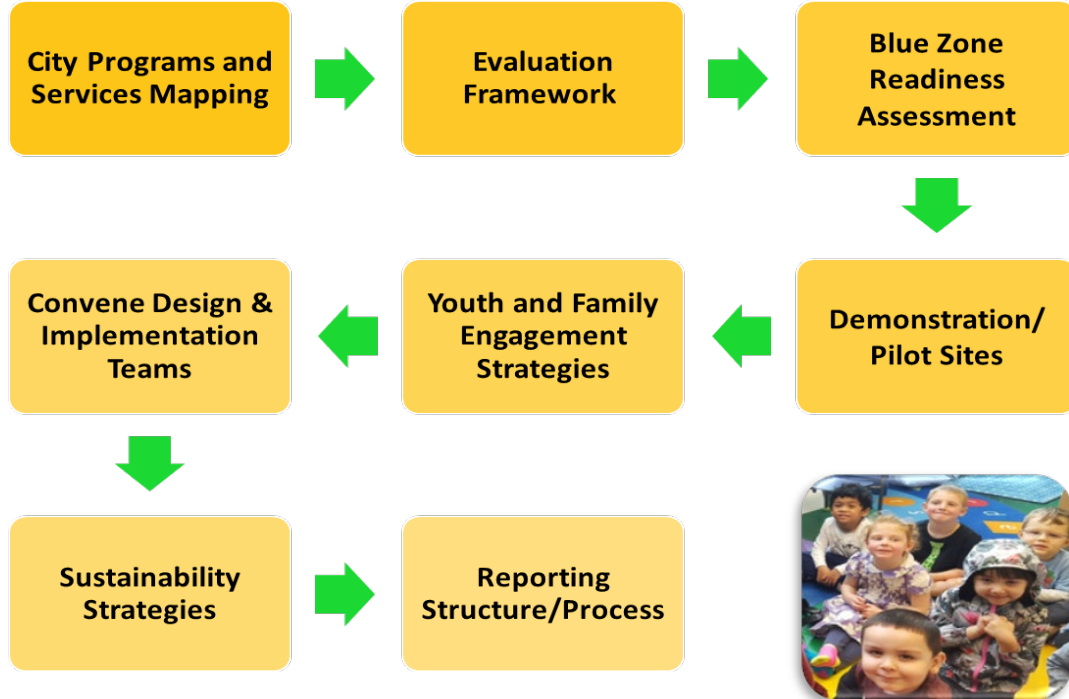 City Programs and
Services Mapping
Evaluation
Framework
Blue Zone
Readiness
Assessment
Demonstration/
Pilot Sites
Youth and Family
Engagement
Strategies
Convene Design &
Implementation
Teams
Sustainability
Strategies
Reporting
Structure/Process